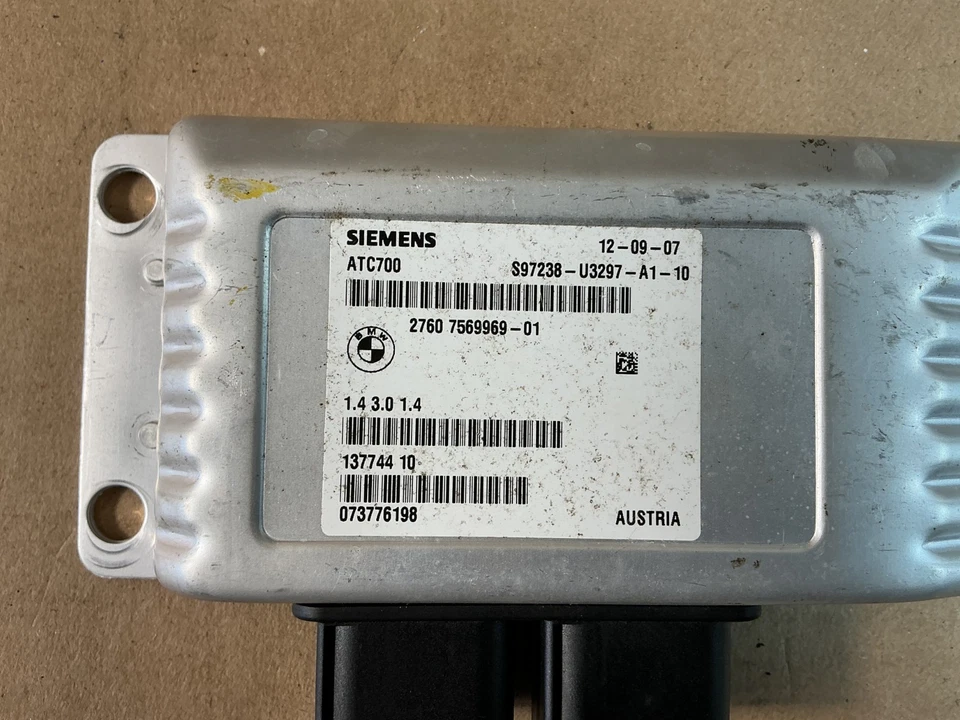 SIEMENS 12-09-07
ATC700 S97238-U3297-A1-10
2760 7569969-01
BMW
1.4 3.0 1.4
137744 10
073776198 AUSTRIA